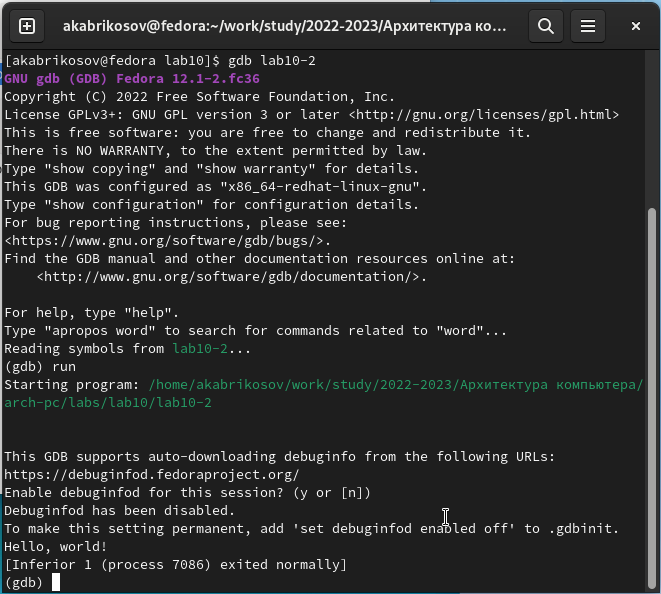 akabrikosov@fedora:~/work/study/2022-2023/Архитектура ко...
[akabrikosov@fedora lab10]$ gdb lab10-2
GNU gdb (GDB) Fedora 12.1-2.fc36
Copyright (C) 2022 Free Software Foundation, Inc.
License GPLv3+: GNU GPL version 3 or later <http://gnu.org/licenses/gpl.html>
This is free software: you are free to change and redistribute it.
There is NO WARRANTY, to the extent permitted by law.
Type "show copying" and "show warranty" for details.
This GDB was configured as "x86_64-redhat-linux-gnu".
Type "show configuration" for configuration details.
For bug reporting instructions, please see:
<https://www.gnu.org/software/gdb/bugs/>.
Find the GDB manual and other documentation resources online at:
    <http://www.gnu.org/software/gdb/documentation/>.

For help, type "help".
Type "apropos word" to search for commands related to "word"...
Reading symbols from lab10-2...
(gdb) run
Starting program: /home/akabrikosov/work/study/2022-2023/Архитектура компьютера/
arch-pc/labs/lab10/lab10-2

This GDB supports auto-downloading debuginfo from the following URLs:
https://debuginfod.fedoraproject.org/
Enable debuginfod for this session? (y or [n])
Debuginfod has been disabled.
To make this setting permanent, add 'set debuginfod enabled off' to .gdbinit.
Hello, world!
[Inferior 1 (process 7086) exited normally]
(gdb)